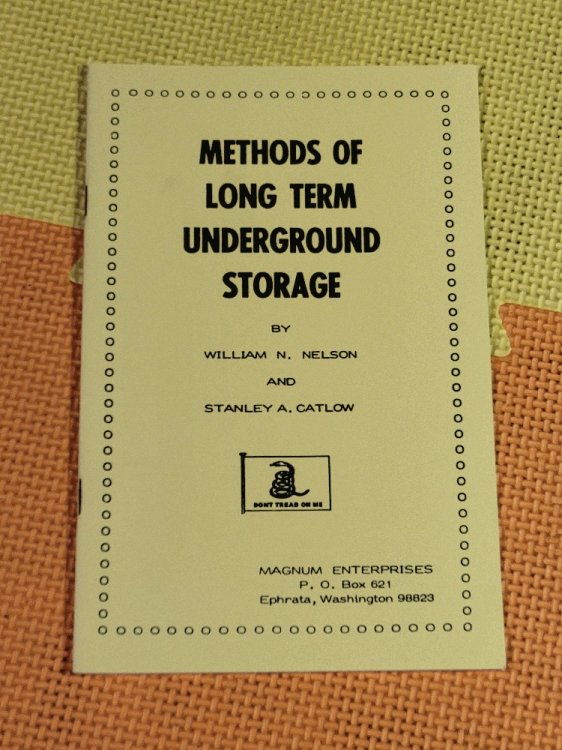 METHODS OF
LONG TERM
UNDERGROUND
STORAGE
BY
WILLIAM N. NELSON
AND
STANLEY A. CATLOW
DONT TREAD ON ME
MAGNUM ENTERPRISES
P. O. Box 621
Ephrata, Washington 98823